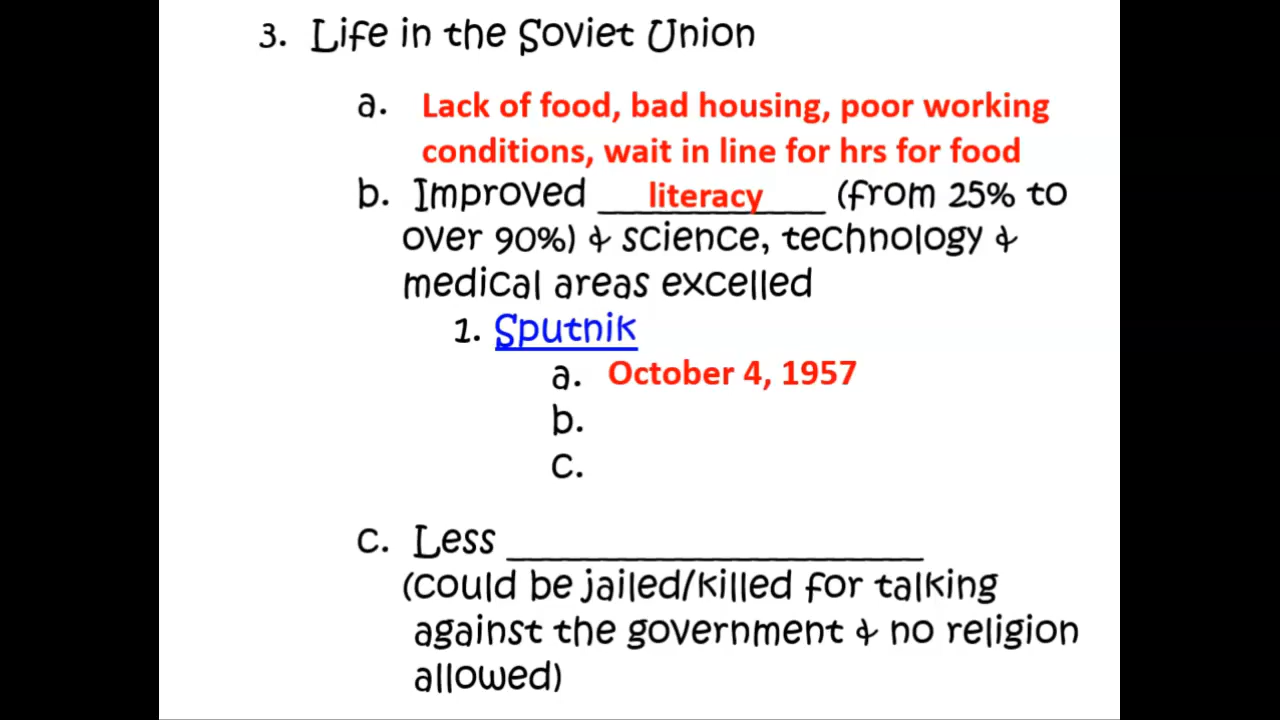 3. Life in the Soviet Union
a. Lack of food, bad housing, poor working
conditions, wait in line for hrs for food
b. Improved ____literacy____ (from 25% to
over 90%) & science, technology &
medical areas excelled
1. Sputnik
a. October 4, 1957
b.
c.
c. Less ____________________
(could be jailed/killed for talking
against the government & no religion
allowed)